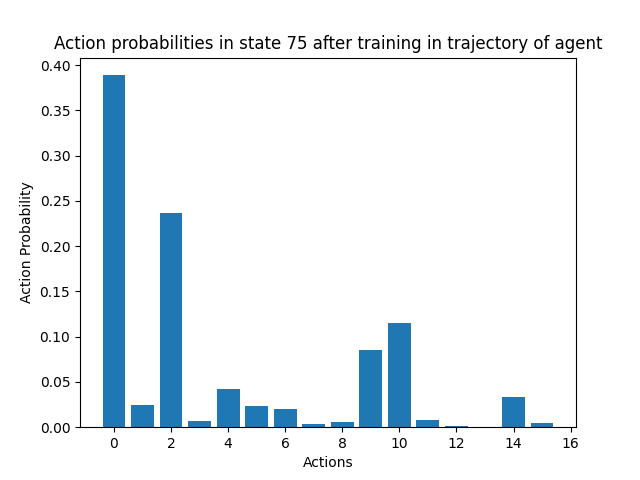 Action probabilities in state 75 after training in trajectory of agent
0.40
0.35
0.30
0.25
0.20
0.15
0.10
0.05
0.00
Action Probability
0 2 4 6 8 10 12 14 16
Actions